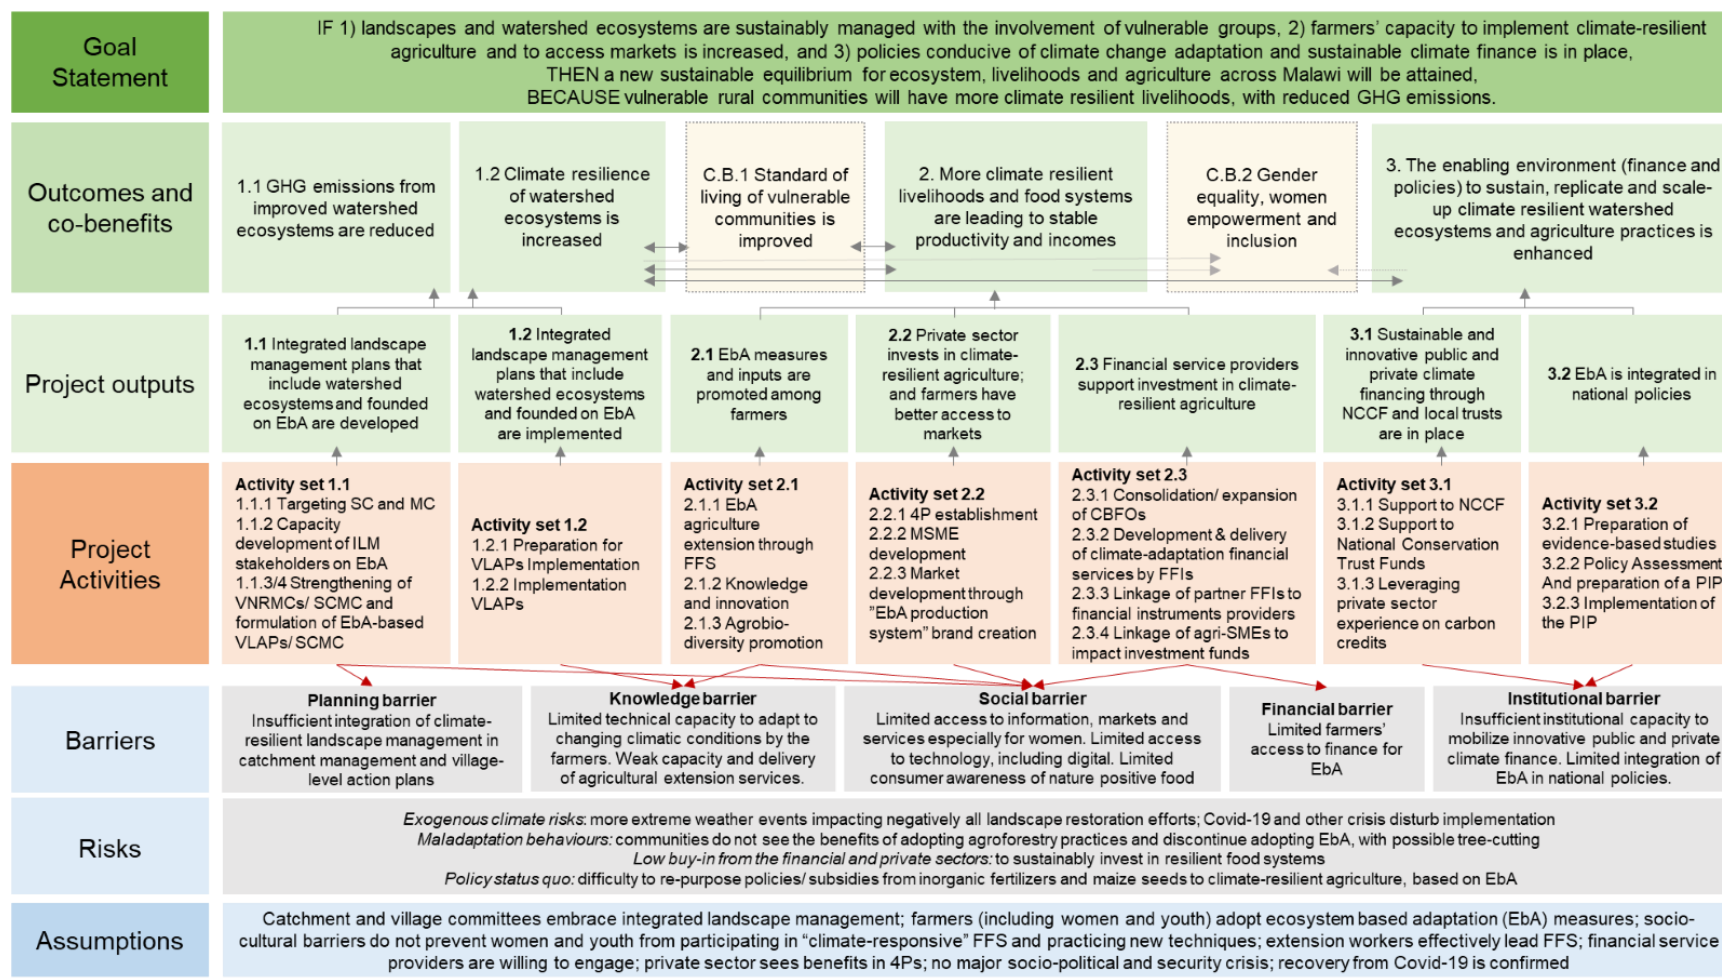 Goal
Statement
IF 1) landscapes and watershed ecosystems are sustainably managed with the involvement of vulnerable groups, 2) farmers' capacity to implement climate-resilient
agriculture and to access markets is increased, and 3) policies conducive of climate change adaptation and sustainable climate finance is in place,
THEN a new sustainable equilibrium for ecosystem, livelihoods and agriculture across Malawi will be attained,
BECAUSE vulnerable rural communities will have more climate resilient livelihoods, with reduced GHG emissions.
Outcomes and
co-benefits
1.1 GHG emissions from
improved watershed
ecosystems are reduced
1.2 Climate resilience
of watershed
ecosystems is
increased
C.B.1 Standard of
living of vulnerable
communities is
improved
2. More climate resilient
livelihoods and food systems
are leading to stable
productivity and incomes
C.B.2 Gender
equality, women
empowerment and
inclusion
3. The enabling environment (finance and
policies) to sustain, replicate and scale-
up climate resilient watershed
ecosystems and agriculture practices is
enhanced
Project outputs
1.1 Integrated landscape
management plans that
include watershed
ecosystems and founded
on EbA are developed
1.2 Integrated
landscape management
plans that include
watershed ecosystems
and founded on EbA
are implemented
2.1 EbA measures
and inputs are
promoted among
farmers
2.2 Private sector
invests in climate-
resilient agriculture;
and farmers have
better access to
markets
2.3 Financial service providers
support investment in climate-
resilient agriculture
3.1 Sustainable and
innovative public and
private climate
financing through
NCCF and local trusts
are in place
3.2 EbA is integrated in
national policies
Project
Activities
Activity set 1.1
1.1.1 Targeting SC and MC
1.1.2 Capacity
development of ILM
stakeholders on EbA
1.1.3/4 Strengthening of
VNRMCs/ SCMC and
formulation of EbA-based
VLAPs/ SCMC
Activity set 1.2
1.2.1 Preparation for
VLAPs Implementation
1.2.2 Implementation
VLAPs
Activity set 2.1
2.1.1 EbA
agriculture
extension through
FFS
2.1.2 Knowledge
and innovation
2.1.3 Agrobio-
diversity promotion
Activity set 2.2
2.2.1 4P establishment
2.2.2 MSME
development
2.2.3 Market
development through
"EbA production
system" brand creation
Activity set 2.3
2.3.1 Consolidation/ expansion
of CBFOs
2.3.2 Development & delivery
of climate-adaptation financial
services by FFIs
2.3.3 Linkage of partner FFIs to
financial instruments providers
2.3.4 Linkage of agri-SMEs to
impact investment funds
Activity set 3.1
3.1.1 Support to NCCF
3.1.2 Support to
National Conservation
Trust Funds
3.1.3 Leveraging
private sector
experience on carbon
credits
Activity set 3.2
3.2.1 Preparation of
evidence-based studies
3.2.2 Policy Assessment
And preparation of a PIP
3.2.3 Implementation of
the PIP
Barriers
Planning barrier
Insufficient integration of climate-
resilient landscape management in
catchment management and village-
level action plans
Knowledge barrier
Limited technical capacity to adapt to
changing climatic conditions by the
farmers. Weak capacity and delivery
of agricultural extension services.
Social barrier
Limited access to information, markets and
services especially for women. Limited access
to technology, including digital. Limited
consumer awareness of nature positive food
Financial barrier
Limited farmers'
access to finance for
EbA
Institutional barrier
Insufficient institutional capacity to
mobilize innovative public and private
climate finance. Limited integration of
EbA in national policies.
Risks
Exogenous climate risks: more extreme weather events impacting negatively all landscape restoration efforts; Covid-19 and other crisis disturb implementation
Maladaptation behaviours: communities do not see the benefits of adopting agroforestry practices and discontinue adopting EbA, with possible tree-cutting
Low buy-in from the financial and private sectors: to sustainably invest in resilient food systems
Policy status quo: difficulty to re-purpose policies/ subsidies from inorganic fertilizers and maize seeds to climate-resilient agriculture, based on EbA
Assumptions
Catchment and village committees embrace integrated landscape management; farmers (including women and youth) adopt ecosystem based adaptation (EbA) measures; socio-
cultural barriers do not prevent women and youth from participating in "climate-responsive" FFS and practicing new techniques; extension workers effectively lead FFS; financial service
providers are willing to engage; private sector sees benefits in 4Ps; no major socio-political and security crisis; recovery from Covid-19 is confirmed